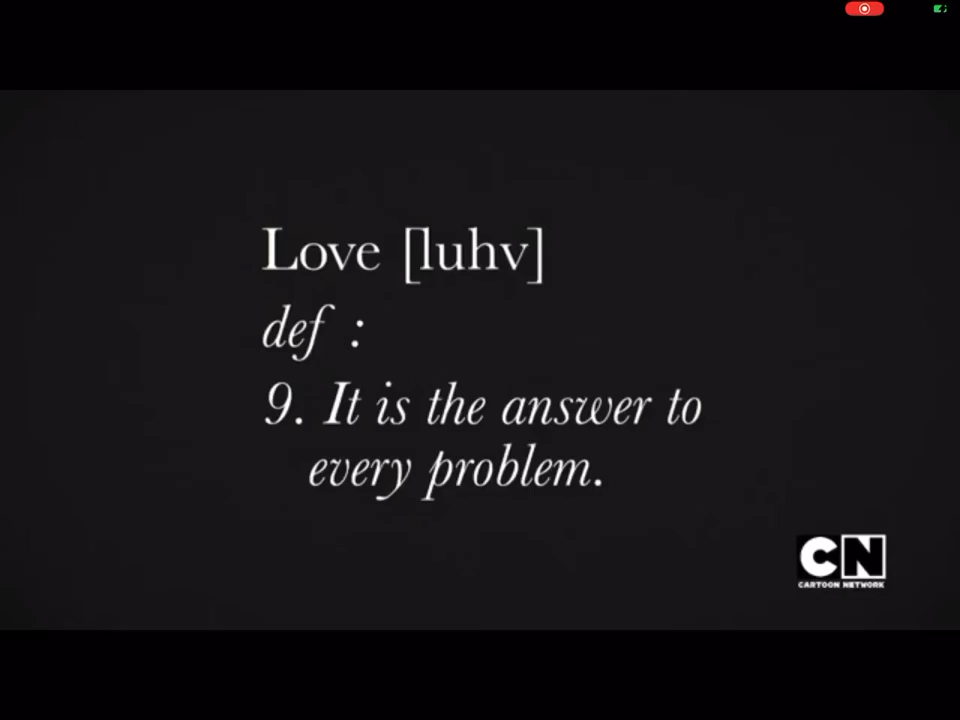 Love [luhv]
def :
9. It is the answer to
every problem.
CN
CARTOON NETWORK